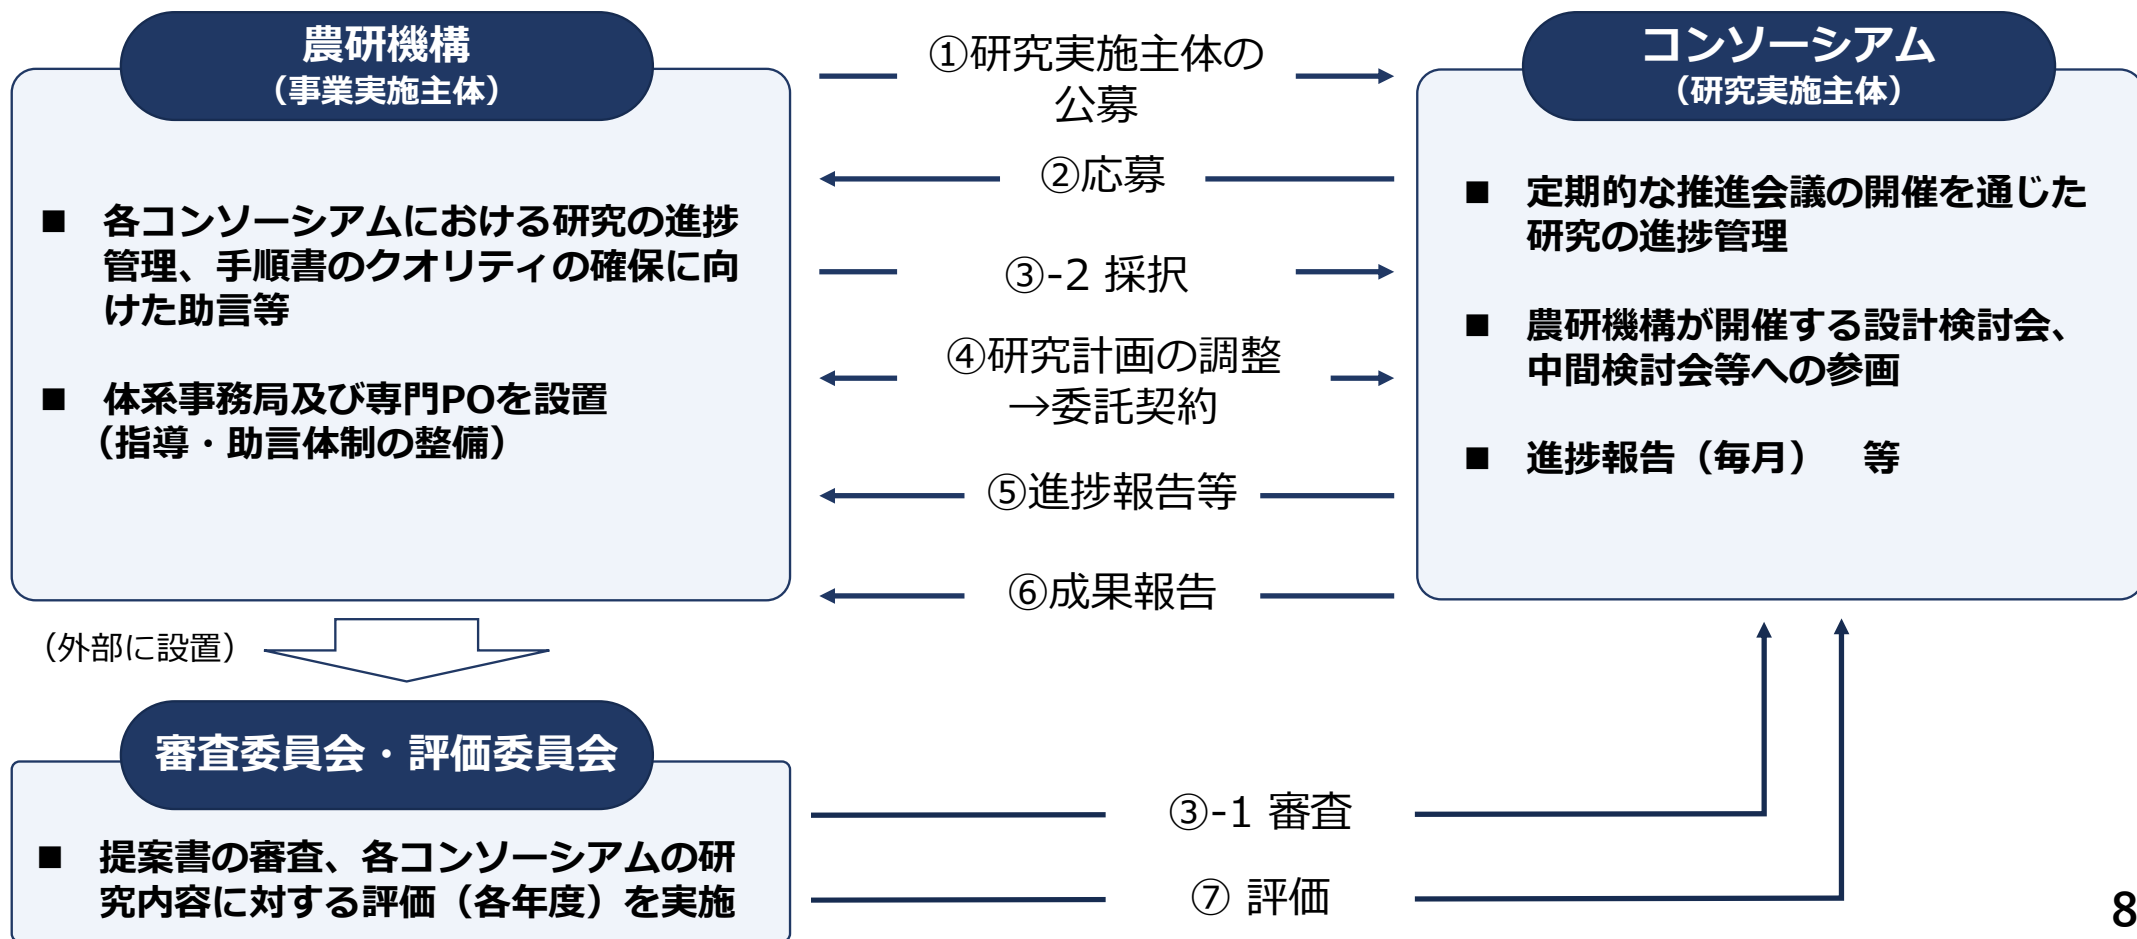 農研機構
（事業実施主体）
■ 各コンソーシアムにおける研究の進捗
管理、手順書のクオリティの確保に向
けた助言等
■ 体系事務局及び専門POを設置
（指導・助言体制の整備）
①研究実施主体の
公募
②応募
③-2 採択
④研究計画の調整
→委託契約
⑤進捗報告等
⑥成果報告
コンソーシアム
（研究実施主体）
■ 定期的な推進会議の開催を通じた
研究の進捗管理
■ 農研機構が開催する設計検討会、
中間検討会等への参画
■ 進捗報告（毎月）　等
（外部に設置）
審査委員会・評価委員会
■ 提案書の審査、各コンソーシアムの研
究内容に対する評価（各年度）を実施
③-1 審査
⑦ 評価
8